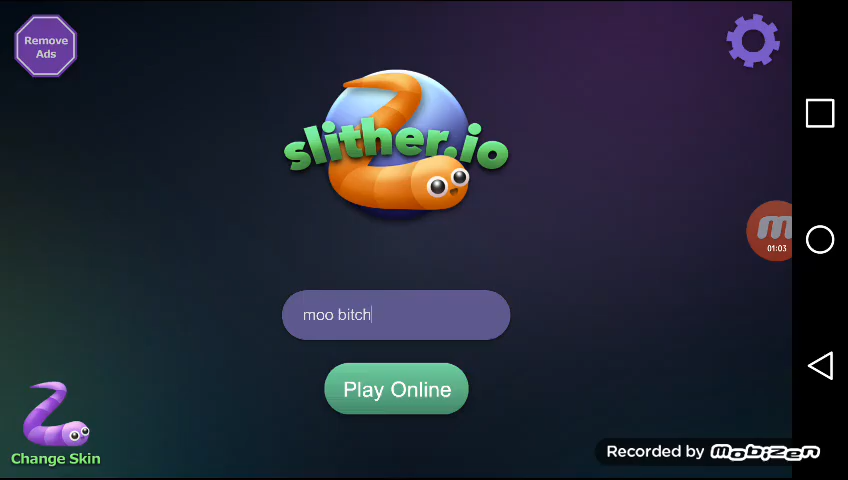 Remove
Ads
slither.io
01:03
moo bitch
Play Online
Change Skin
Recorded by Mobizen